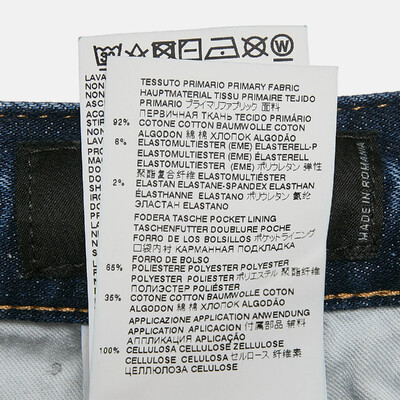 TESSUTO PRIMARIO PRIMARY FABRIC
HAUPTMATERIAL TISSU PRIMAIRE TEJIDO
PRIMARIO プライマリファブリック 面料
ПЕРВИЧНАЯ ТКАНЬ TECIDO PRIMÁRIO
92% COTONE COTTON BAUMWOLLE COTON
ALGODÓN 綿 棉 ХЛОПОК ALGODÃO
6% ELASTOMULTIESTER (EME) ELASTERELL-P
ELASTOMULTIÉSTER (EME) ELASTERELL
ELASTOMULTIESTER (EME) ポリウレタン 弹性
聚酯复合纤维 ELASTOMULTIÉSTER
2% ELASTAN ELASTANE-SPANDEX ELASTHAN
ÉLASTHANNE ELASTANO ポリウレタン 氨纶
ЭЛАСТАН ELASTANO
FODERA TASCHE POCKET LINING
TASCHENFUTTER DOUBLURE POCHE
FORRO DE LOS BOLSILLOS ポケットライニング
口袋内衬 КАРМАННАЯ ПОДКЛАДКА
FORRO DE BOLSO
65% POLIESTERE POLYESTER POLYESTER
POLYESTER POLIÉSTER ポリエステル 聚酯纤维
ПОЛИЭСТЕР POLIÉSTER
35% COTONE COTTON BAUMWOLLE COTON
ALGODÓN 綿 棉 ХЛОПОК ALGODÃO
APPLICAZIONE APPLICATION ANWENDUNG
APPLICATION APLICACION 付属部品 辅料
АППЛИКАЦИЯ APLICAÇÃO
100% CELLULOSA CELLULOSE ZELLULOSE
CELLULOSE CELULOSA セルロース 纤维素
ЦЕЛЛЮЛОЗА CELULOSE
MADE IN ROMANIA
W